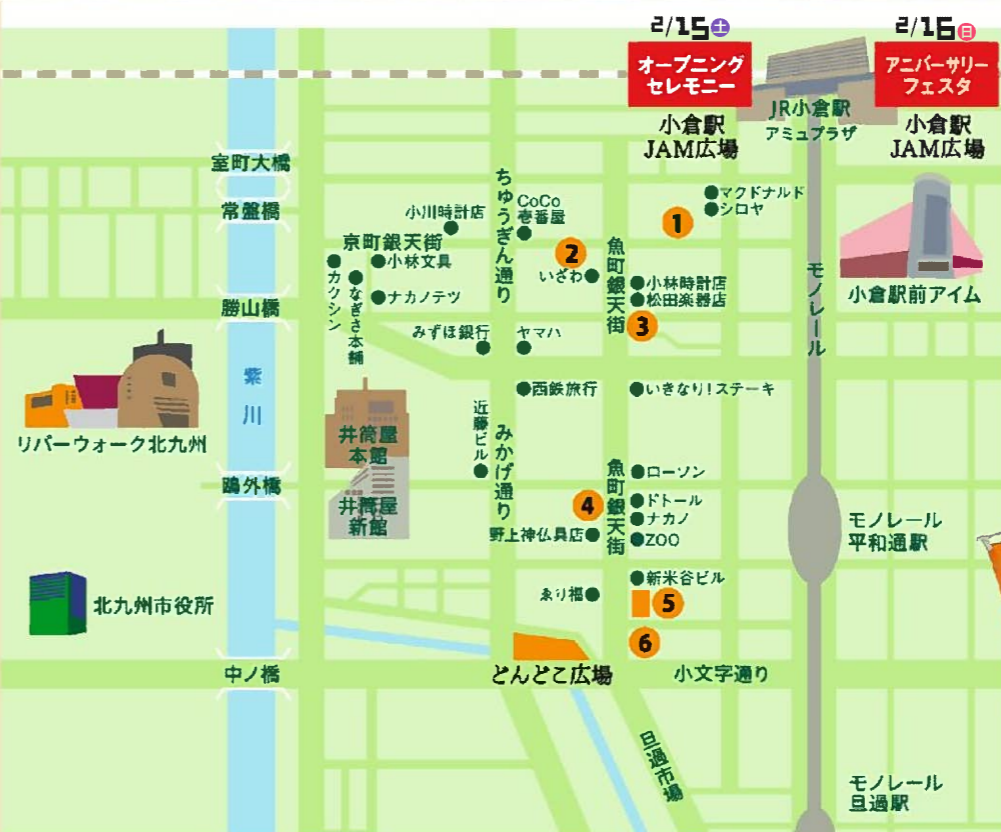 2/15土
オープニング
セレモニー
小倉駅
JAM広場
JR小倉駅
アミュプラザ
2/16日
アニバーサリー
フェスタ
小倉駅
JAM広場
室町大橋
常盤橋
勝山橋
紫川
鷗外橋
中ノ橋
ちゅうぎん通り
小川時計店
CoCo
壱番屋
京町銀天街
小林文具
カクシン
なぎさ本舗
ナカノテツ
みずほ銀行
ヤマハ
マクドナルド
シロヤ
1
2
いざわ
魚町銀天街
小林時計店
松田楽器店
3
モノレール
小倉駅前アイム
リバーウォーク北九州
井筒屋
本館
井筒屋
新館
西鉄旅行
いきなり!ステーキ
近藤ビル
みかげ通り
魚町銀天街
ローソン
4
ドトール
ナカノ
野上神仏具店
ZOO
モノレール
平和通駅
北九州市役所
新米谷ビル
ゑり福
5
6
どんどこ広場
小文字通り
旦過市場
モノレール
旦過駅